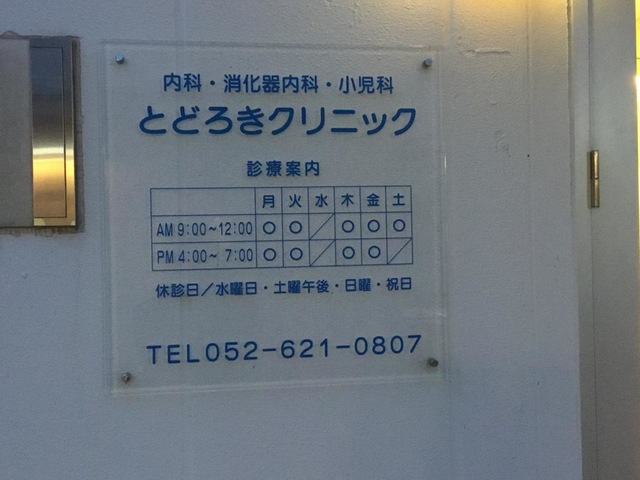 内科・消化器内科・小児科
とどろきクリニック
診療案内
月 火 水 木 金 土
AM 9:00~12:00 ○ ○ ／ ○ ○ ○
PM 4:00~ 7:00 ○ ○ ／ ○ ○ ／
休診日／水曜日・土曜午後・日曜・祝日
TEL052-621-0807